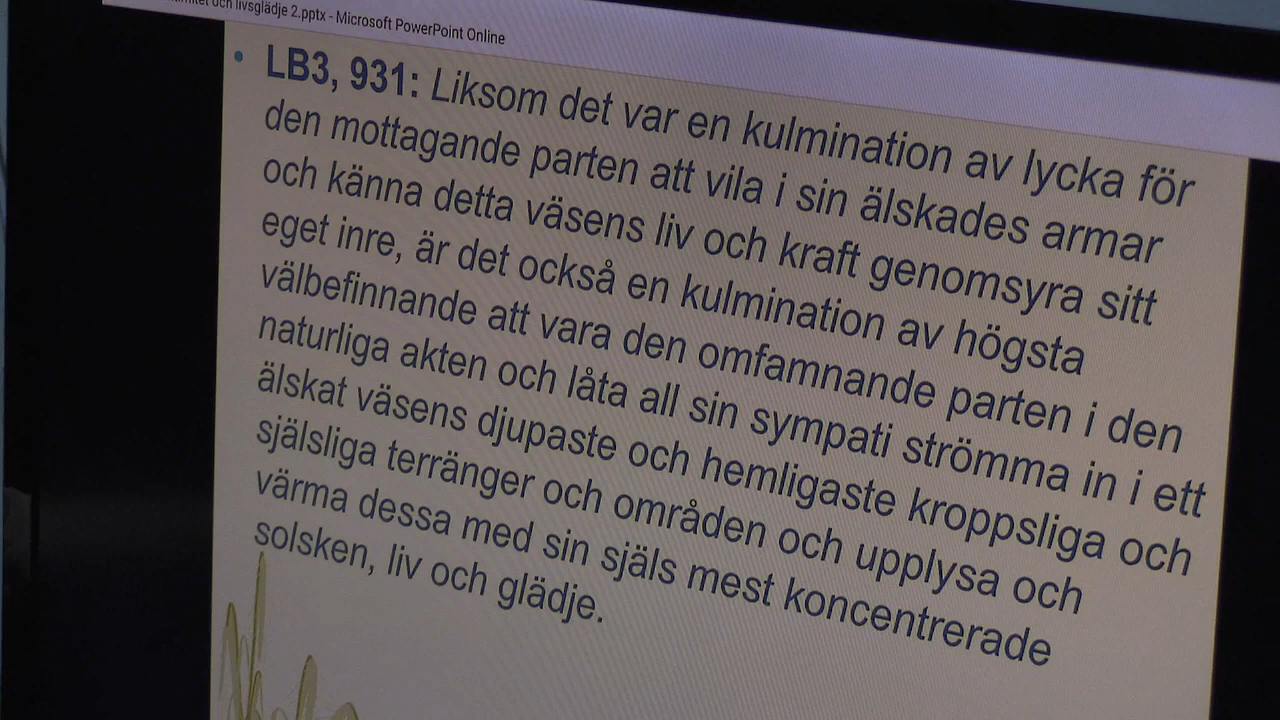 och livsglädje 2.pptx - Microsoft PowerPoint Online
• LB3, 931: Liksom det var en kulmination av lycka för
den mottagande parten att vila i sin älskades armar
och känna detta väsens liv och kraft genomsyra sitt
eget inre, är det också en kulmination av högsta
välbefinnande att vara den omfamnande parten i den
naturliga akten och låta all sin sympati strömma in i ett
älskat väsens djupaste och hemligaste kroppsliga och
själsliga terränger och områden och upplysa och
värma dessa med sin själs mest koncentrerade
solsken, liv och glädje.